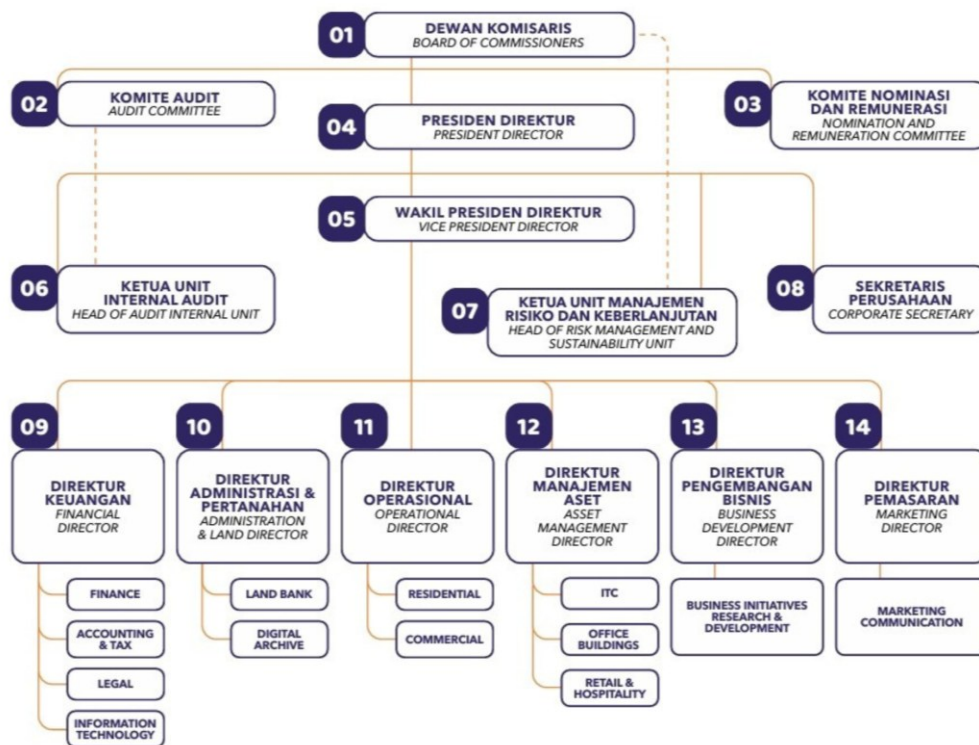 01
DEWAN KOMISARIS
BOARD OF COMMISSIONERS
02
KOMITE AUDIT
AUDIT COMMITTEE
03
KOMITE NOMINASI
DAN REMUNERASI
NOMINATION AND
REMUNERATION COMMITTEE
04
PRESIDEN DIREKTUR
PRESIDENT DIRECTOR
05
WAKIL PRESIDEN DIREKTUR
VICE PRESIDENT DIRECTOR
06
KETUA UNIT
INTERNAL AUDIT
HEAD OF AUDIT INTERNAL UNIT
07
KETUA UNIT MANAJEMEN
RISIKO DAN KEBERLANJUTAN
HEAD OF RISK MANAGEMENT AND
SUSTAINABILITY UNIT
08
SEKRETARIS
PERUSAHAAN
CORPORATE SECRETARY
09
DIREKTUR
KEUANGAN
FINANCIAL
DIRECTOR
FINANCE
ACCOUNTING
& TAX
LEGAL
INFORMATION
TECHNOLOGY
10
DIREKTUR
ADMINISTRASI &
PERTANAHAN
ADMINISTRATION
& LAND DIRECTOR
LAND BANK
DIGITAL
ARCHIVE
11
DIREKTUR
OPERASIONAL
OPERATIONAL
DIRECTOR
RESIDENTIAL
COMMERCIAL
12
DIREKTUR
MANAJEMEN
ASET
ASSET
MANAGEMENT
DIRECTOR
ITC
OFFICE
BUILDINGS
RETAIL &
HOSPITALITY
13
DIREKTUR
PENGEMBANGAN
BISNIS
BUSINESS
DEVELOPMENT
DIRECTOR
BUSINESS INITIATIVES
RESEARCH &
DEVELOPMENT
14
DIREKTUR
PEMASARAN
MARKETING
DIRECTOR
MARKETING
COMMUNICATION